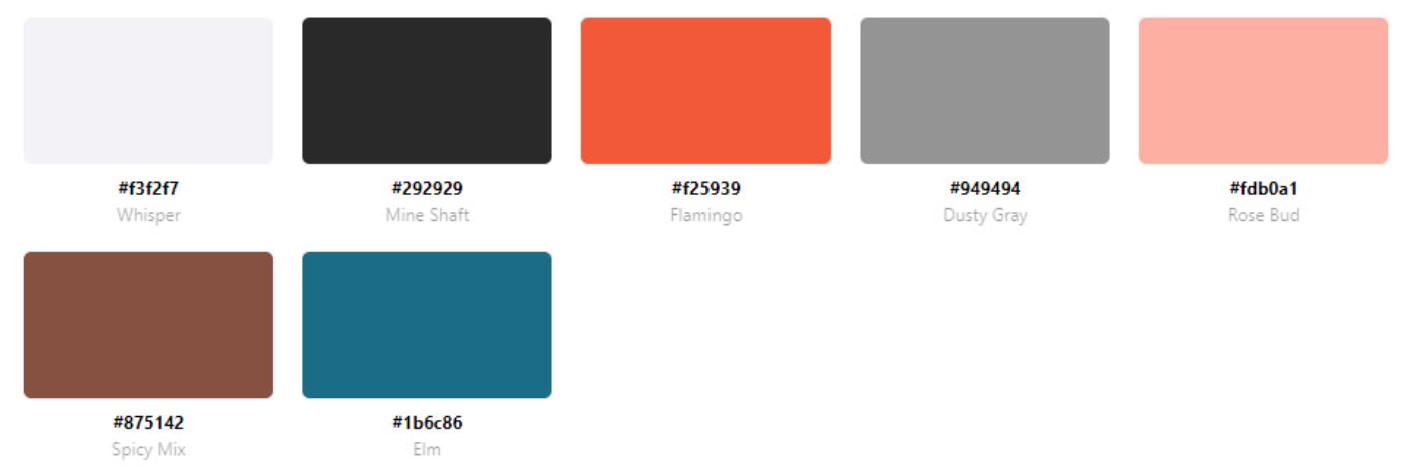 #f3f2f7
Whisper
#292929
Mine Shaft
#f25939
Flamingo
#949494
Dusty Gray
#fdb0a1
Rose Bud
#875142
Spicy Mix
#1b6c86
Elm